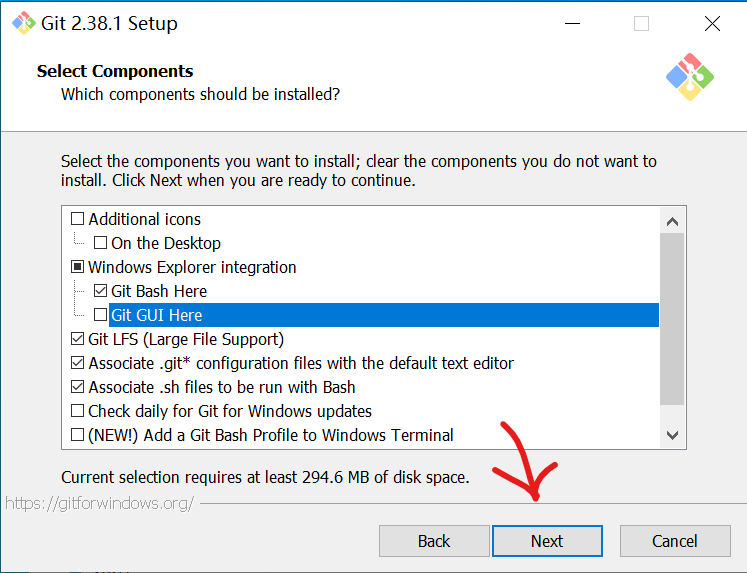 Git 2.38.1 Setup
Select Components
Which components should be installed?
Select the components you want to install; clear the components you do not want to
install. Click Next when you are ready to continue.
Additional icons
On the Desktop
Windows Explorer integration
Git Bash Here
Git GUI Here
Git LFS (Large File Support)
Associate .git* configuration files with the default text editor
Associate .sh files to be run with Bash
Check daily for Git for Windows updates
(NEW!) Add a Git Bash Profile to Windows Terminal
Current selection requires at least 294.6 MB of disk space.
https://gitforwindows.org/
Back
Next
Cancel